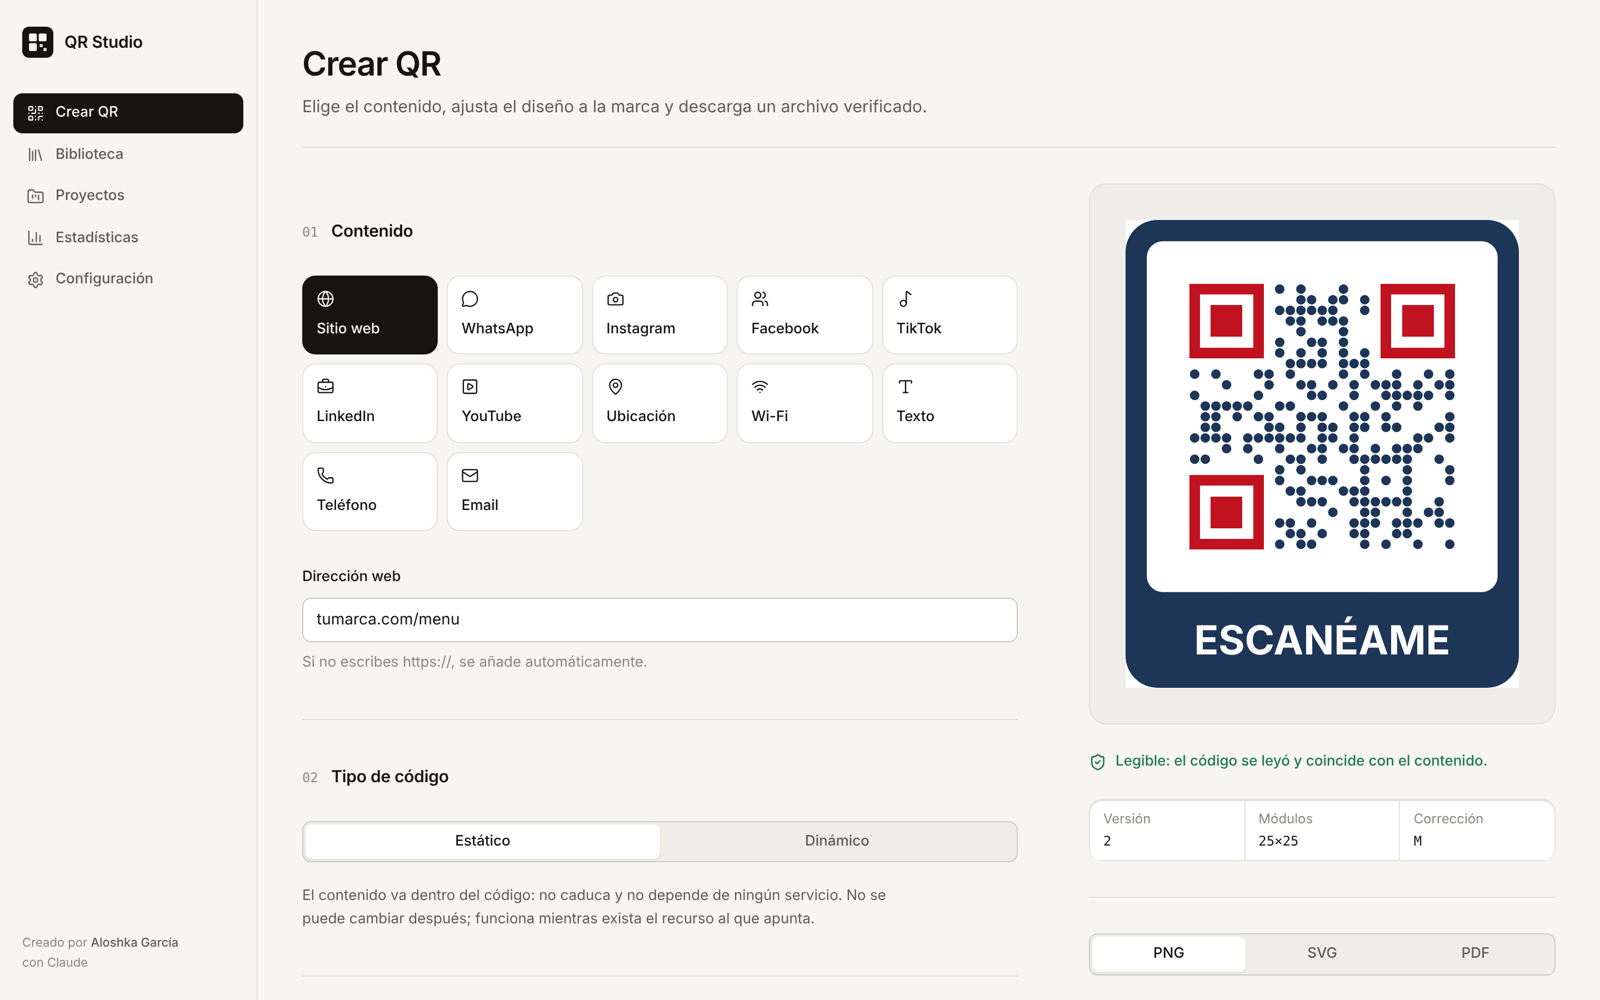 QR Studio
Crear QR
Biblioteca
Proyectos
Estadísticas
Configuración
Creado por Aloshka García
con Claude
Crear QR
Elige el contenido, ajusta el diseño a la marca y descarga un archivo verificado.
01 Contenido
Sitio web
WhatsApp
Instagram
Facebook
TikTok
LinkedIn
YouTube
Ubicación
Wi-Fi
Texto
Teléfono
Email
Dirección web
tumarca.com/menu
Si no escribes https://, se añade automáticamente.
02 Tipo de código
Estático
Dinámico
El contenido va dentro del código: no caduca y no depende de ningún servicio. No se
puede cambiar después; funciona mientras exista el recurso al que apunta.
ESCANÉAME
Legible: el código se leyó y coincide con el contenido.
Versión
2
Módulos
25×25
Corrección
M
PNG
SVG
PDF